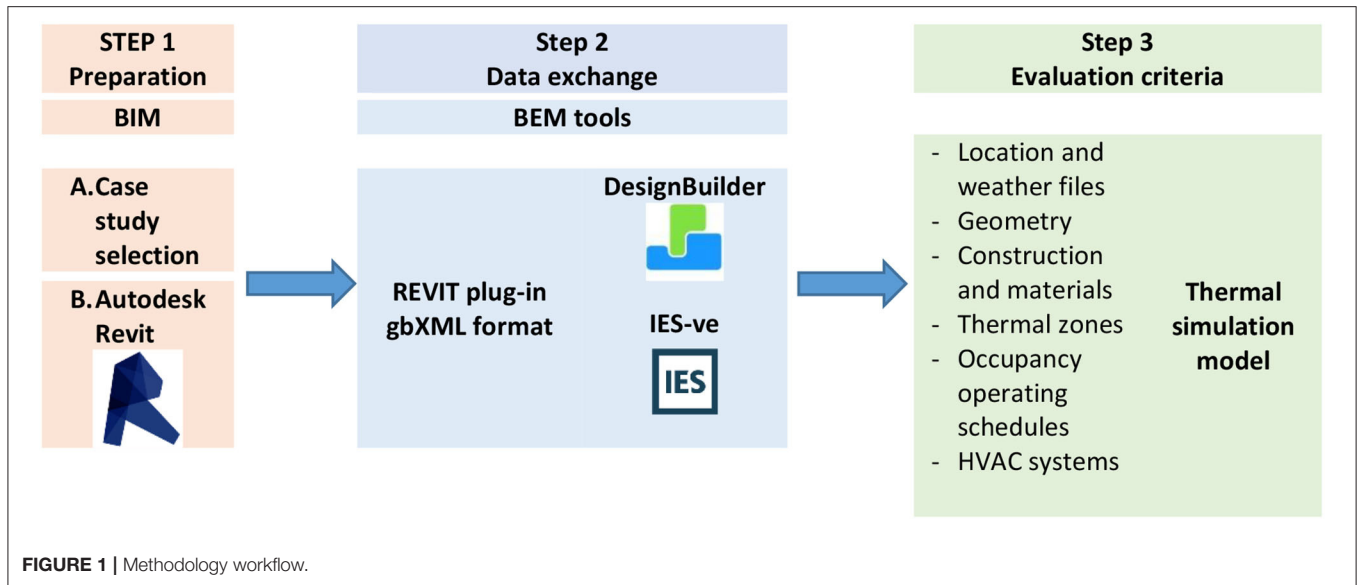 STEP 1
Preparation
BIM
A. Case
study
selection
B. Autodesk
Revit
Step 2
Data exchange
BEM tools
REVIT plug-in
gbXML format
DesignBuilder
IES-ve
IES
Step 3
Evaluation criteria
- Location and
weather files
- Geometry
- Construction
and materials
- Thermal zones
- Occupancy
operating
schedules
- HVAC systems
Thermal
simulation
model
FIGURE 1 | Methodology workflow.